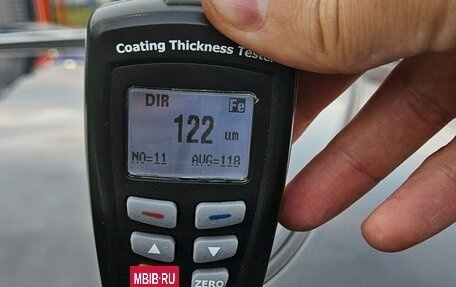 Coating Thickness Tester
DIR Fe
122 um
NO=11 AVG=118
ZERO
MBIB.RU